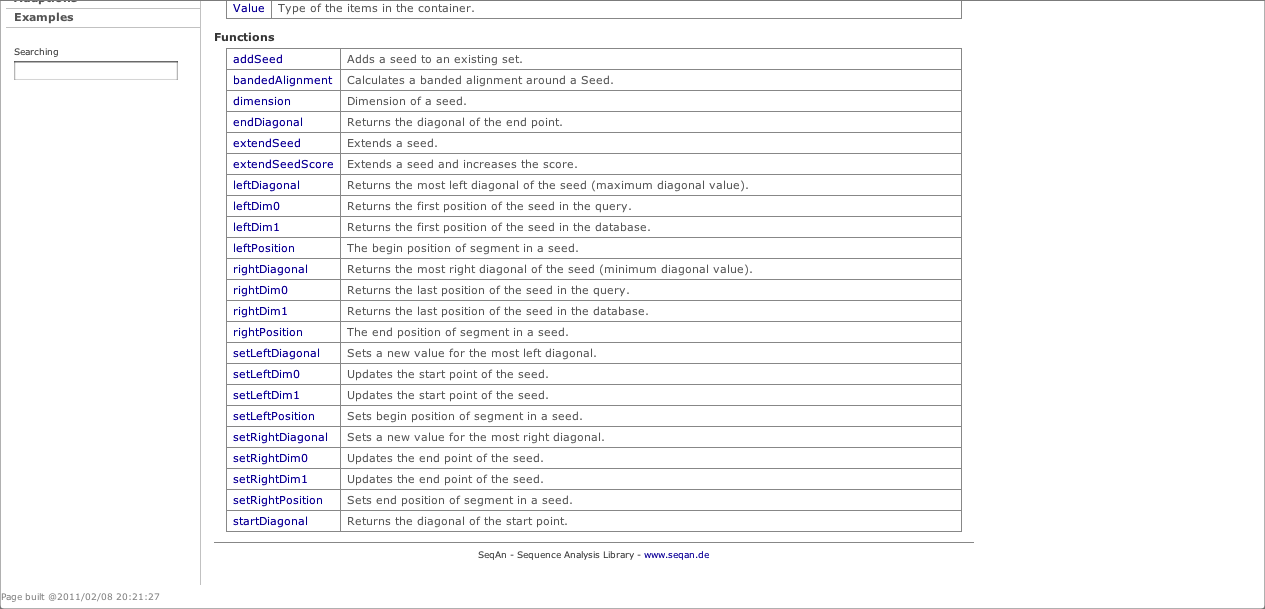 Adaptions
Examples
Searching
Value Type of the items in the container.
Functions
addSeed Adds a seed to an existing set.
bandedAlignment Calculates a banded alignment around a Seed.
dimension Dimension of a seed.
endDiagonal Returns the diagonal of the end point.
extendSeed Extends a seed.
extendSeedScore Extends a seed and increases the score.
leftDiagonal Returns the most left diagonal of the seed (maximum diagonal value).
leftDim0 Returns the first position of the seed in the query.
leftDim1 Returns the first position of the seed in the database.
leftPosition The begin position of segment in a seed.
rightDiagonal Returns the most right diagonal of the seed (minimum diagonal value).
rightDim0 Returns the last position of the seed in the query.
rightDim1 Returns the last position of the seed in the database.
rightPosition The end position of segment in a seed.
setLeftDiagonal Sets a new value for the most left diagonal.
setLeftDim0 Updates the start point of the seed.
setLeftDim1 Updates the start point of the seed.
setLeftPosition Sets begin position of segment in a seed.
setRightDiagonal Sets a new value for the most right diagonal.
setRightDim0 Updates the end point of the seed.
setRightDim1 Updates the end point of the seed.
setRightPosition Sets end position of segment in a seed.
startDiagonal Returns the diagonal of the start point.
SeqAn - Sequence Analysis Library - www.seqan.de
Page built @2011/02/08 20:21:27